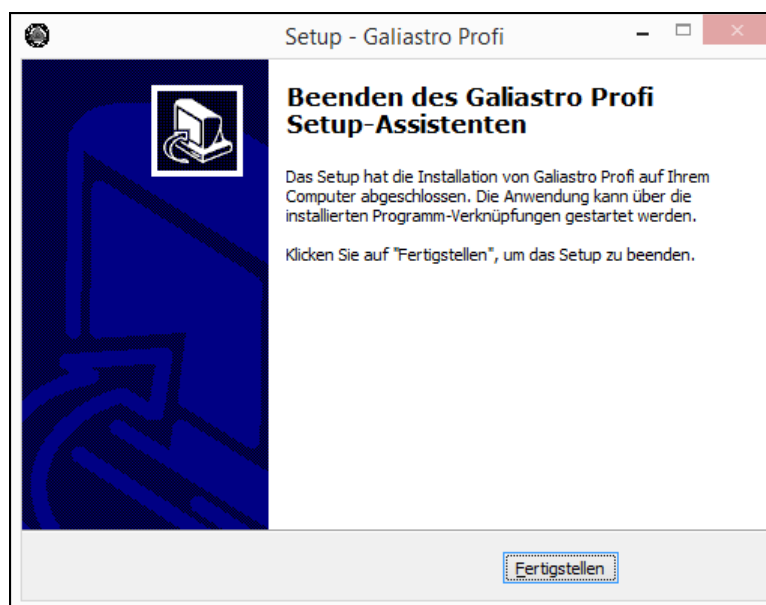 Setup - Galiastro Profi
Beenden des Galiastro Profi
Setup-Assistenten
Das Setup hat die Installation von Galiastro Profi auf Ihrem
Computer abgeschlossen. Die Anwendung kann über die
installierten Programm-Verknüpfungen gestartet werden.
Klicken Sie auf "Fertigstellen", um das Setup zu beenden.
Fertigstellen